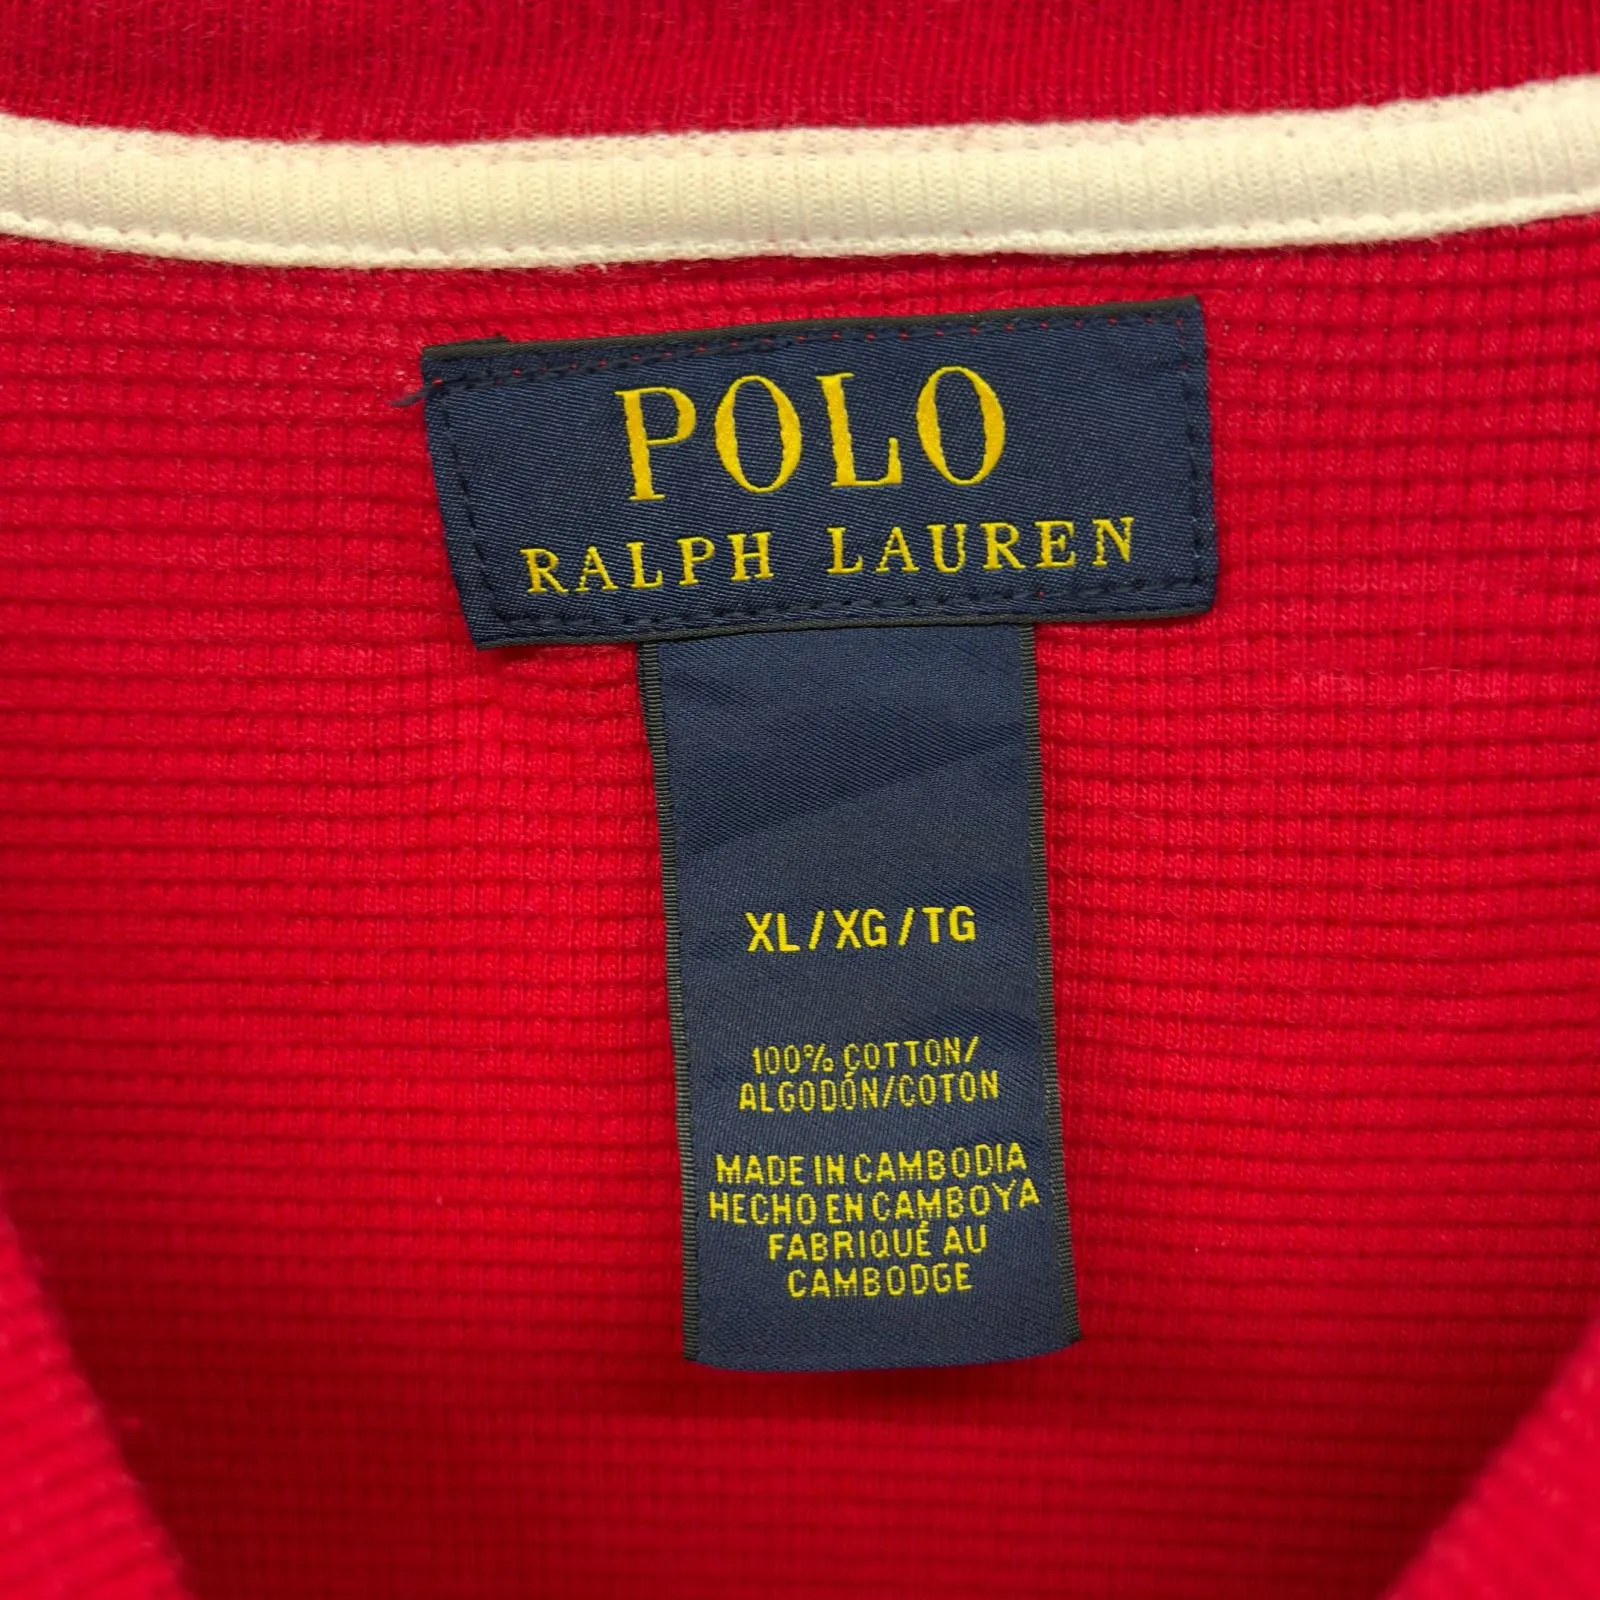 POLO
RALPH LAUREN
XL/XG/TG
100% COTTON/
ALGODÓN/COTON
MADE IN CAMBODIA
HECHO EN CAMBOYA
FABRIQUÉ AU
CAMBODGE